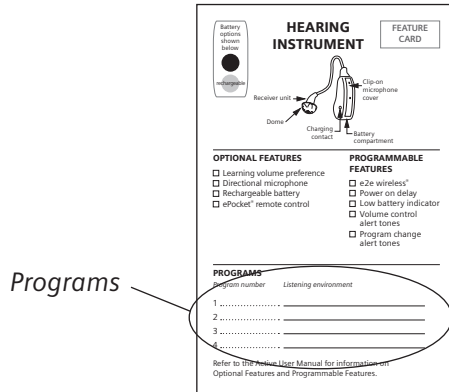 Battery
options
shown
below
rechargeable
HEARING
INSTRUMENT
FEATURE
CARD
Clip-on
microphone
cover
Receiver unit
Dome
Charging
contact
Battery
compartment
OPTIONAL FEATURES
☐ Learning volume preference
☐ Directional microphone
☐ Rechargeable battery
☐ ePocket® remote control
PROGRAMMABLE
FEATURES
☐ e2e wireless®
☐ Power on delay
☐ Low battery indicator
☐ Volume control
alert tones
☐ Program change
alert tones
Programs
PROGRAMS
Program number Listening environment
1 ........................
2 ........................
3 ........................
4 ........................
Refer to the Active User Manual for information on
Optional Features and Programmable Features.